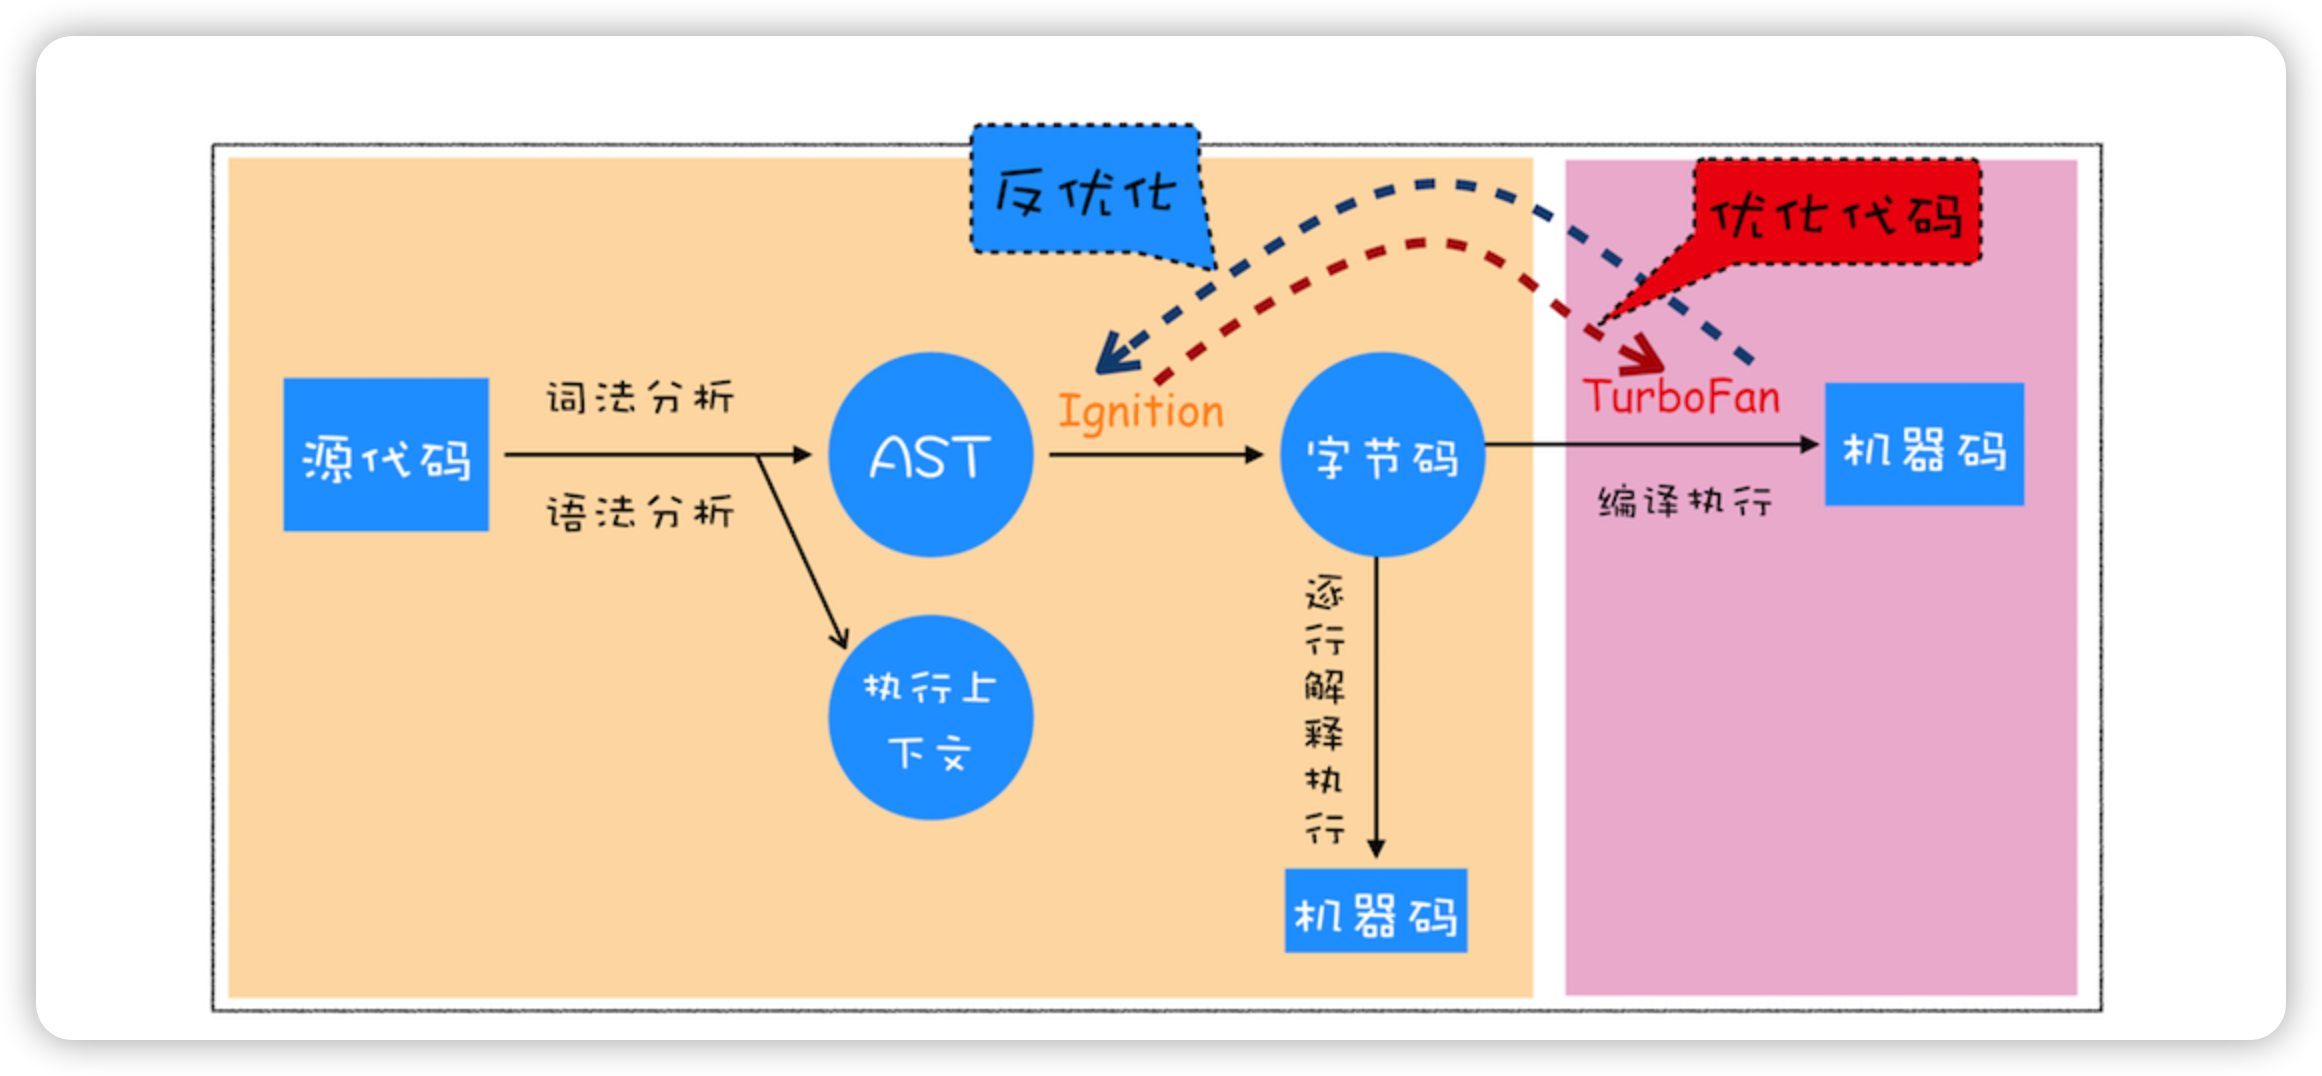 反优化
优化代码
词法分析
Ignition
TurboFan
源代码
AST
字节码
机器码
语法分析
编译执行
执行上
下文
逐
行
解
释
执
行
机器码